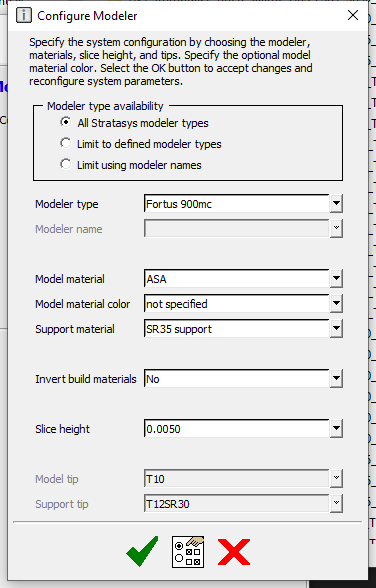 Configure Modeler
Specify the system configuration by choosing the modeler,
materials, slice height, and tips. Specify the optional model
material color. Select the OK button to accept changes and
reconfigure system parameters.
Modeler type availability
All Stratasys modeler types
Limit to defined modeler types
Limit using modeler names
Modeler type Fortus 900mc
Modeler name
Model material ASA
Model material color not specified
Support material SR35 support
Invert build materials No
Slice height 0.0050
Model tip T10
Support tip T12SR30